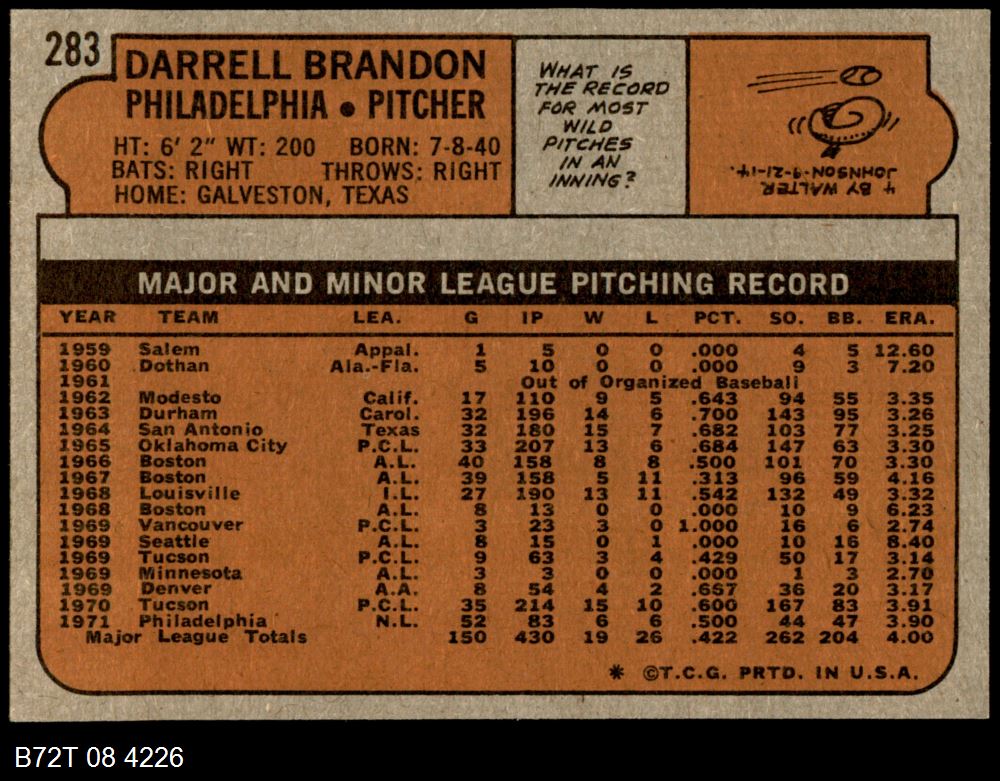 283
DARRELL BRANDON
PHILADELPHIA • PITCHER
HT: 6' 2" WT: 200 BORN: 7-8-40
BATS: RIGHT THROWS: RIGHT
HOME: GALVESTON, TEXAS
WHAT IS
THE RECORD
FOR MOST
WILD
PITCHES
IN AN
INNING?
4 BY WALTER
JOHNSON-9-21-14.
MAJOR AND MINOR LEAGUE PITCHING RECORD
YEAR TEAM LEA. G IP W L PCT. SO. BB. ERA.
1959 Salem Appal. 1 5 0 0 .000 4 5 12.60
1960 Dothan Ala.-Fla. 5 10 0 0 .000 9 3 7.20
1961 Out of Organized Baseball
1962 Modesto Calif. 17 110 9 5 .643 94 55 3.35
1963 Durham Carol. 32 196 14 6 .700 143 95 3.26
1964 San Antonio Texas 32 180 15 7 .682 103 77 3.25
1965 Oklahoma City P.C.L. 33 207 13 6 .684 147 63 3.30
1966 Boston A.L. 40 158 8 8 .500 101 70 3.30
1967 Boston A.L. 39 158 5 11 .313 96 59 4.16
1968 Louisville I.L. 27 190 13 11 .542 132 49 3.32
1968 Boston A.L. 8 13 0 0 .000 10 9 6.23
1969 Vancouver P.C.L. 3 23 3 0 1.000 16 6 2.74
1969 Seattle A.L. 8 15 0 1 .000 10 16 8.40
1969 Tucson P.C.L. 9 63 3 4 .429 50 17 3.14
1969 Minnesota A.L. 3 3 0 0 .000 1 3 2.70
1969 Denver A.A. 8 54 4 2 .667 36 20 3.17
1970 Tucson P.C.L. 35 214 15 10 .600 167 83 3.91
1971 Philadelphia N.L. 52 83 6 6 .500 44 47 3.90
Major League Totals 150 430 19 26 .422 262 204 4.00
* ©T.C.G. PRTD. IN U.S.A.
B72T 08 4226